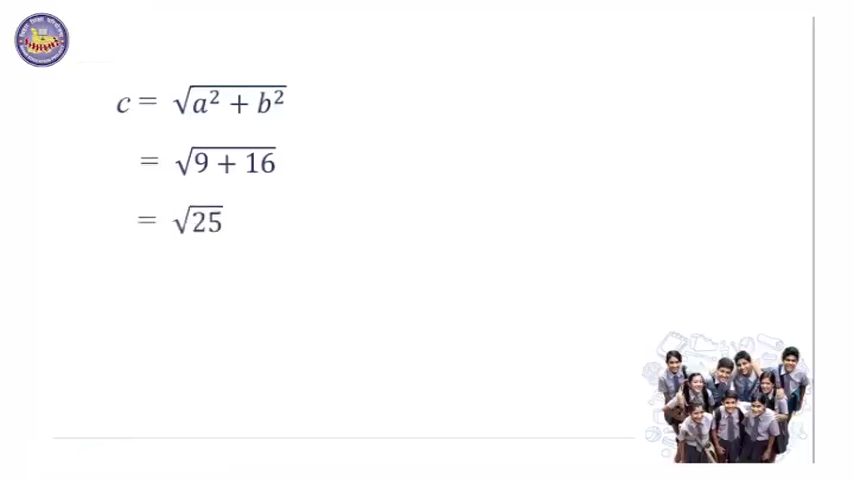 c = √a² + b²
= √9 + 16
= √25